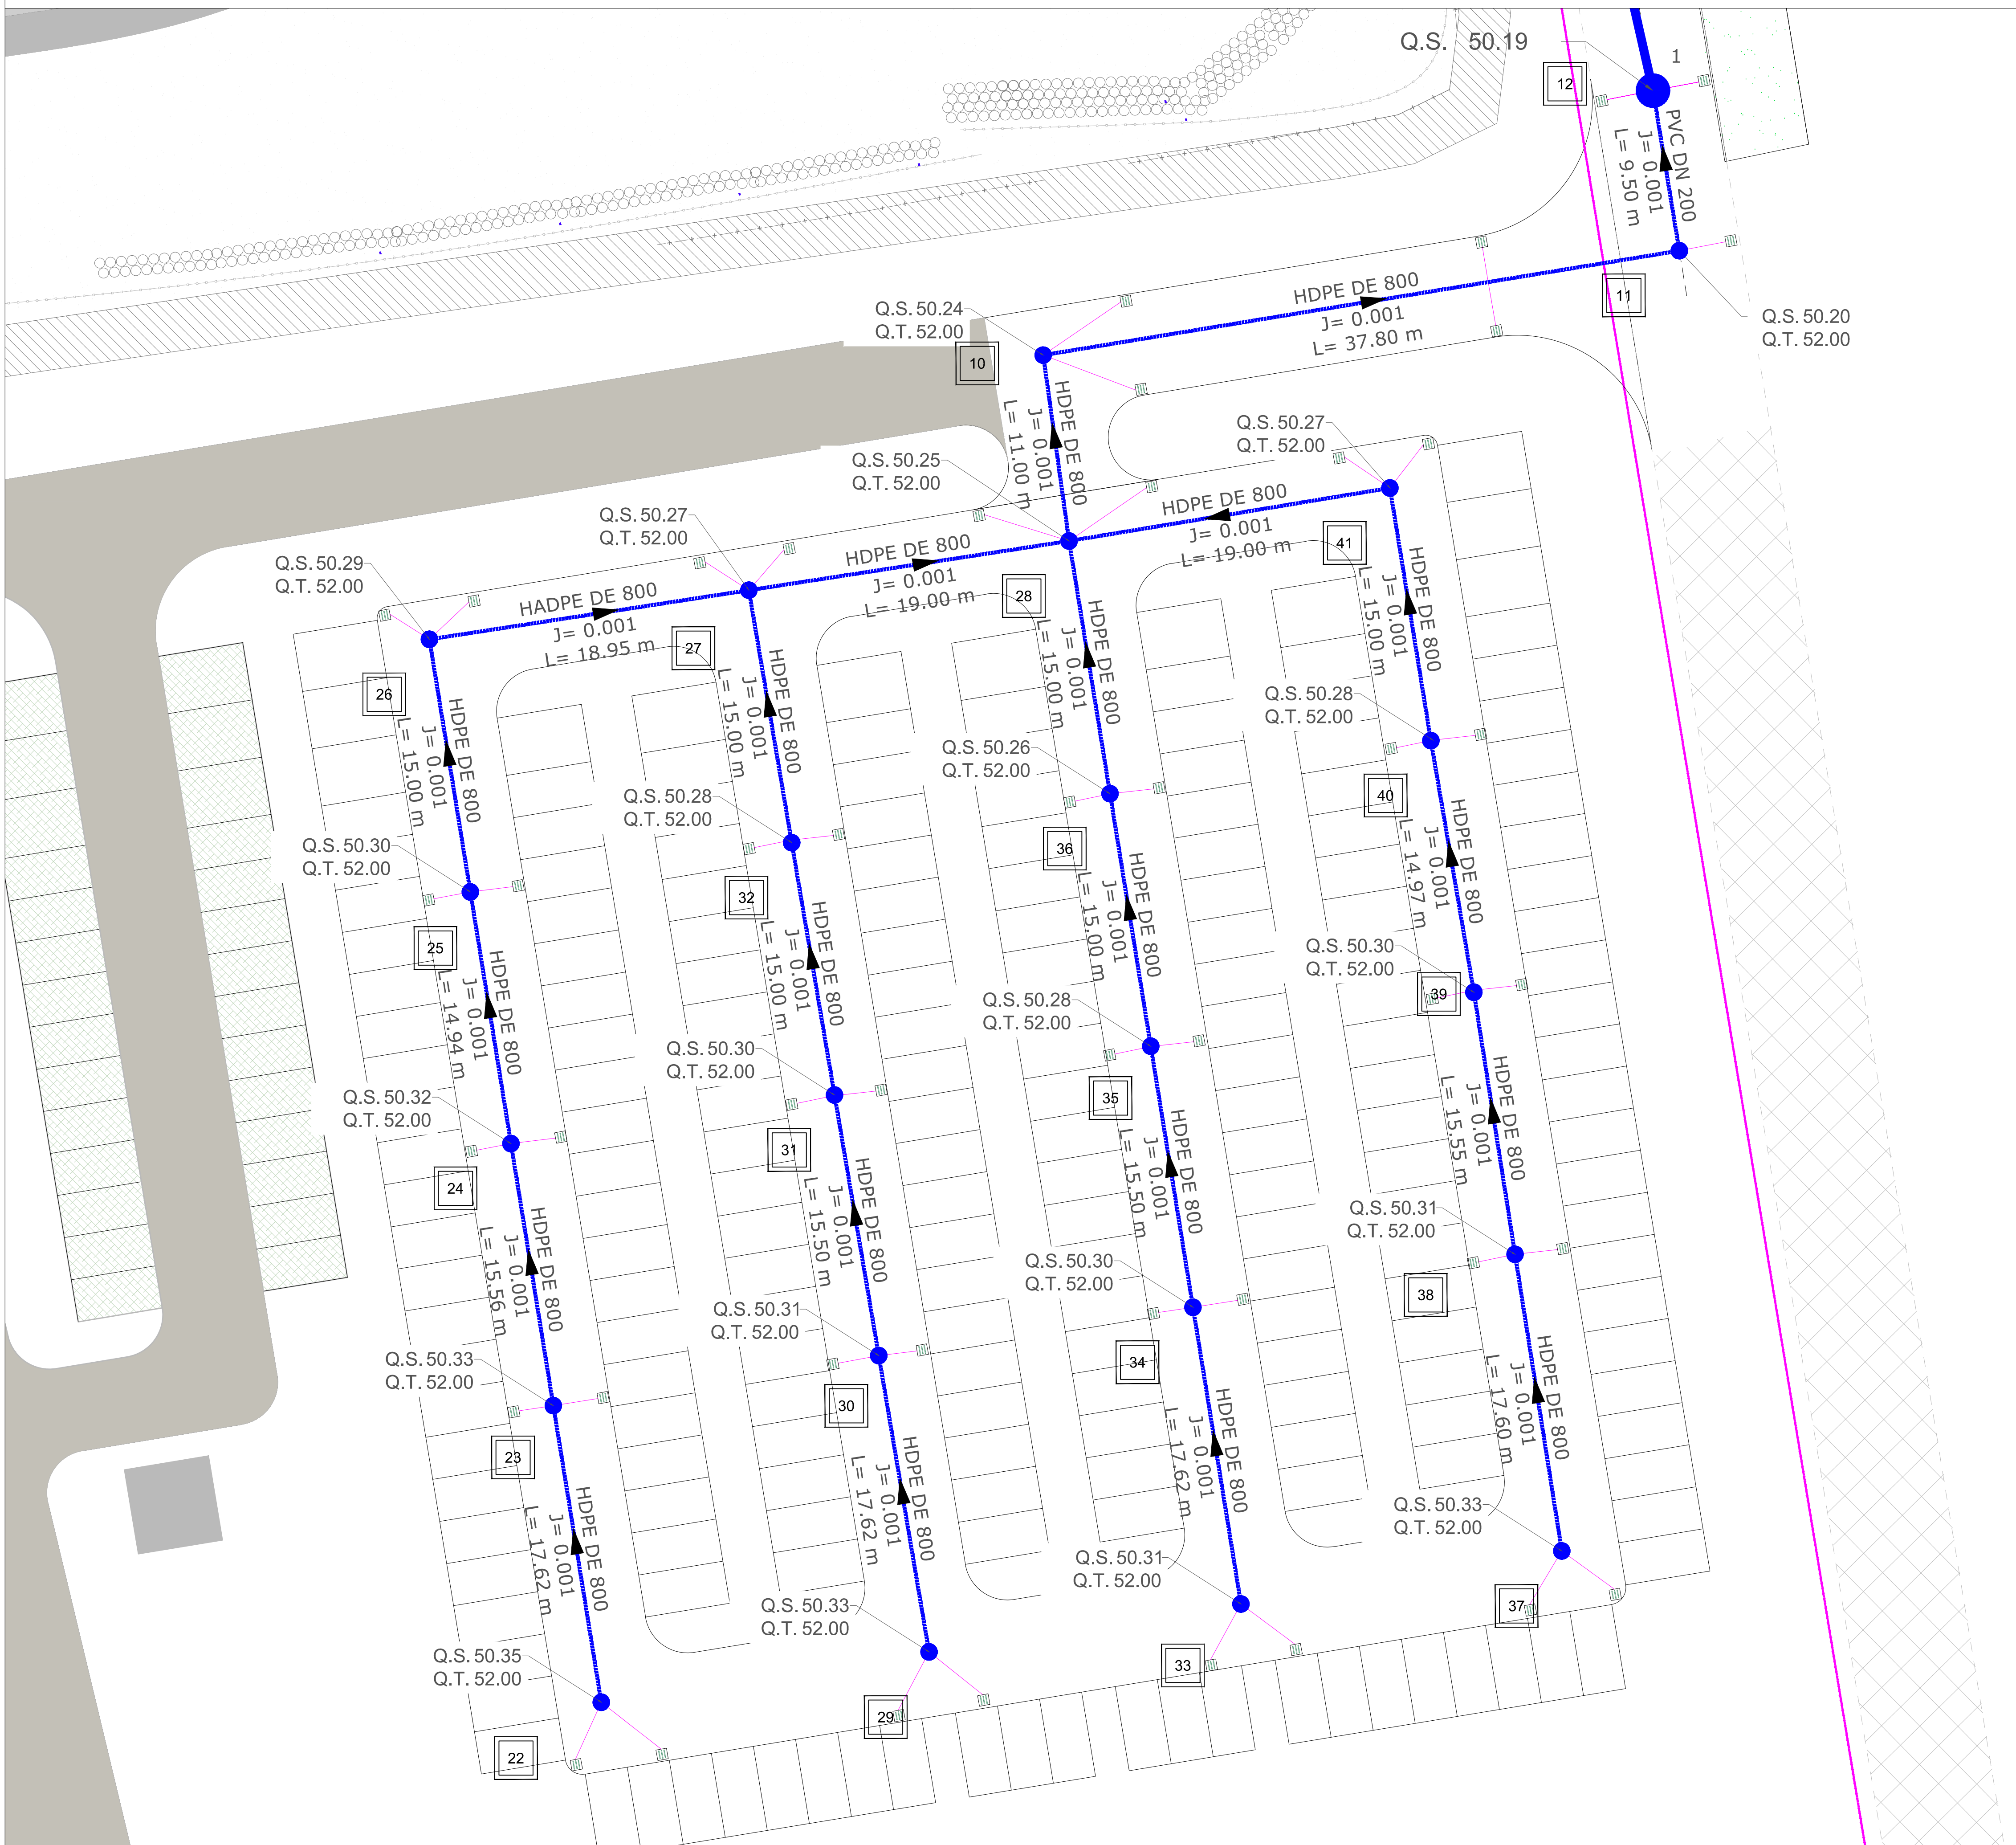 Q.S. 50.19
1
12
PVC DN 200
J= 0.001
L= 9.50 m
11
Q.S. 50.20
Q.T. 52.00
HDPE DE 800
J= 0.001
L= 37.80 m
Q.S. 50.24
Q.T. 52.00
10
HDPE DE 800
J= 0.001
L= 11.00 m
Q.S. 50.27
Q.T. 52.00
Q.S. 50.25
Q.T. 52.00
HDPE DE 800
J= 0.001
L= 19.00 m
41
Q.S. 50.27
Q.T. 52.00
HDPE DE 800
J= 0.001
L= 19.00 m
28
Q.S. 50.29
Q.T. 52.00
HADPE DE 800
J= 0.001
L= 18.95 m
27
26
HDPE DE 800
J= 0.001
L= 15.00 m
Q.S. 50.30
Q.T. 52.00
25
HDPE DE 800
J= 0.001
L= 14.94 m
Q.S. 50.32
Q.T. 52.00
24
HDPE DE 800
J= 0.001
L= 15.56 m
Q.S. 50.33
Q.T. 52.00
23
HDPE DE 800
J= 0.001
L= 17.62 m
Q.S. 50.35
Q.T. 52.00
22
HDPE DE 800
J= 0.001
L= 15.00 m
Q.S. 50.28
Q.T. 52.00
32
HDPE DE 800
J= 0.001
L= 15.00 m
Q.S. 50.30
Q.T. 52.00
31
HDPE DE 800
J= 0.001
L= 15.50 m
Q.S. 50.31
Q.T. 52.00
30
HDPE DE 800
J= 0.001
L= 17.62 m
Q.S. 50.33
Q.T. 52.00
29
HDPE DE 800
J= 0.001
L= 15.00 m
Q.S. 50.26
Q.T. 52.00
36
HDPE DE 800
J= 0.001
L= 15.00 m
Q.S. 50.28
Q.T. 52.00
35
HDPE DE 800
J= 0.001
L= 15.50 m
Q.S. 50.30
Q.T. 52.00
34
HDPE DE 800
J= 0.001
L= 17.62 m
Q.S. 50.31
Q.T. 52.00
33
HDPE DE 800
J= 0.001
L= 15.00 m
Q.S. 50.28
Q.T. 52.00
40
HDPE DE 800
J= 0.001
L= 14.97 m
Q.S. 50.30
Q.T. 52.00
39
HDPE DE 800
J= 0.001
L= 15.55 m
Q.S. 50.31
Q.T. 52.00
38
HDPE DE 800
J= 0.001
L= 17.60 m
Q.S. 50.33
Q.T. 52.00
37